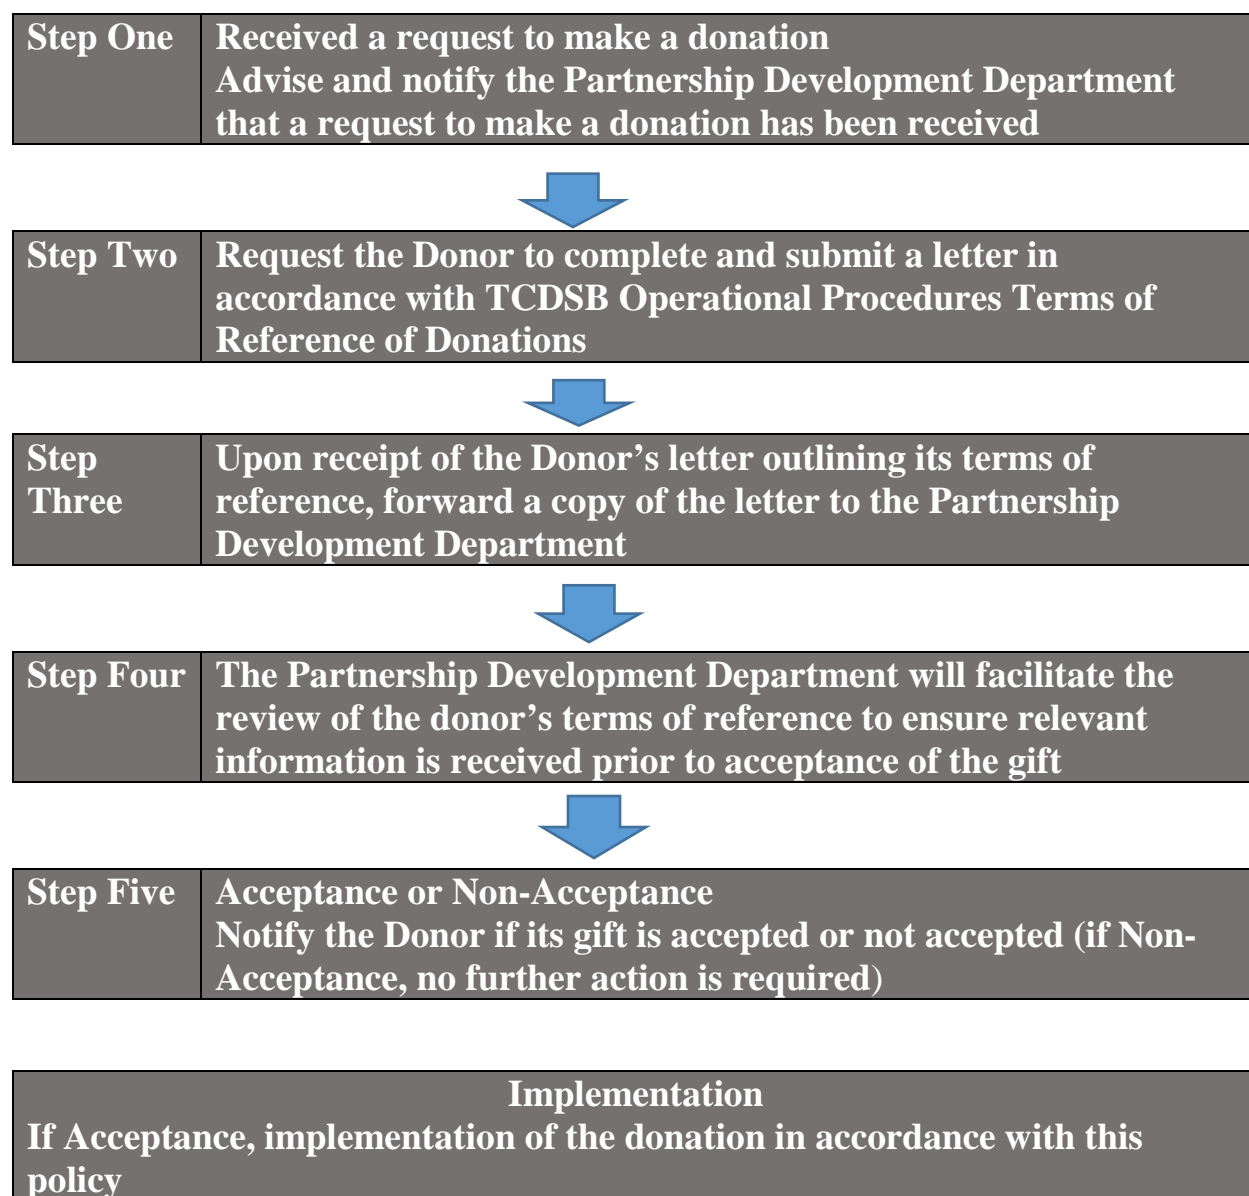 Step One
Received a request to make a donation
Advise and notify the Partnership Development Department
that a request to make a donation has been received
Step Two
Request the Donor to complete and submit a letter in
accordance with TCDSB Operational Procedures Terms of
Reference of Donations
Step
Three
Upon receipt of the Donor’s letter outlining its terms of
reference, forward a copy of the letter to the Partnership
Development Department
Step Four
The Partnership Development Department will facilitate the
review of the donor’s terms of reference to ensure relevant
information is received prior to acceptance of the gift
Step Five
Acceptance or Non-Acceptance
Notify the Donor if its gift is accepted or not accepted (if Non-
Acceptance, no further action is required)
Implementation
If Acceptance, implementation of the donation in accordance with this
policy